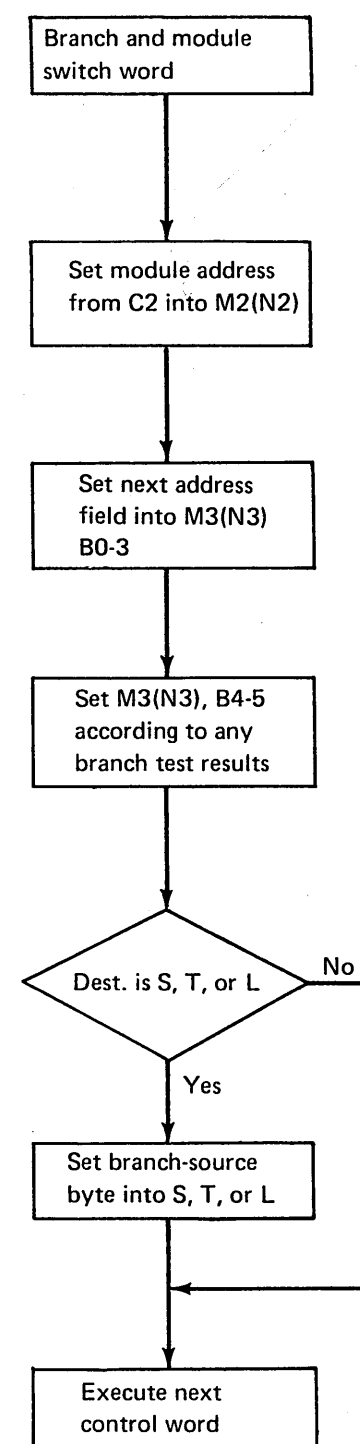 Branch and module
switch word
Set module address
from C2 into M2(N2)
Set next address
field into M3(N3)
B0-3
Set M3(N3), B4-5
according to any
branch test results
Dest. is S, T, or L
No
Yes
Set branch-source
byte into S, T, or L
Execute next
control word